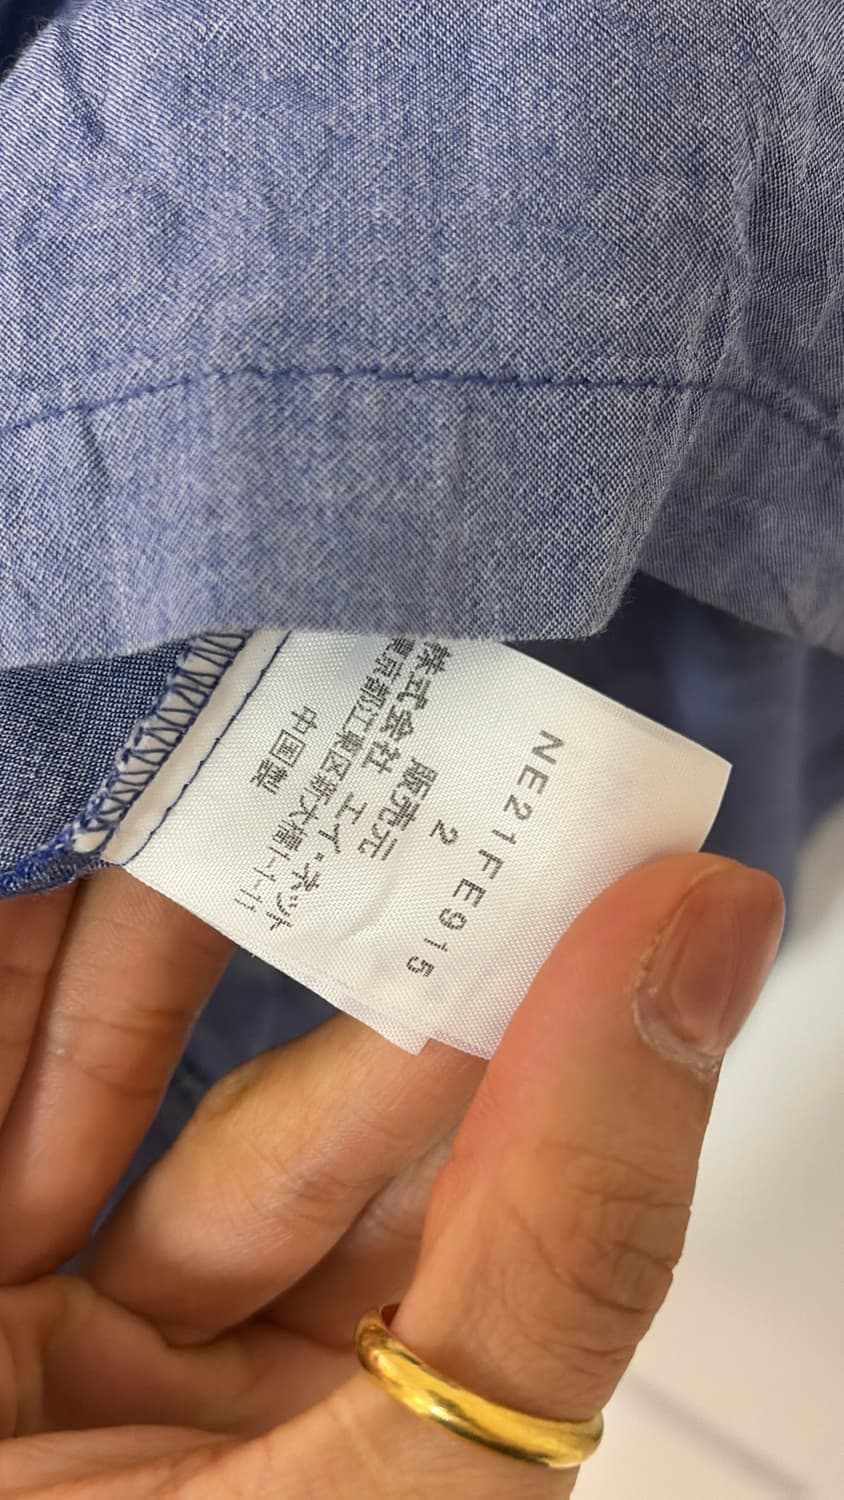 NE21FE915
2
販売元
株式会社 エイ・ネット
東京都江東区新大橋1-1-11
中国製